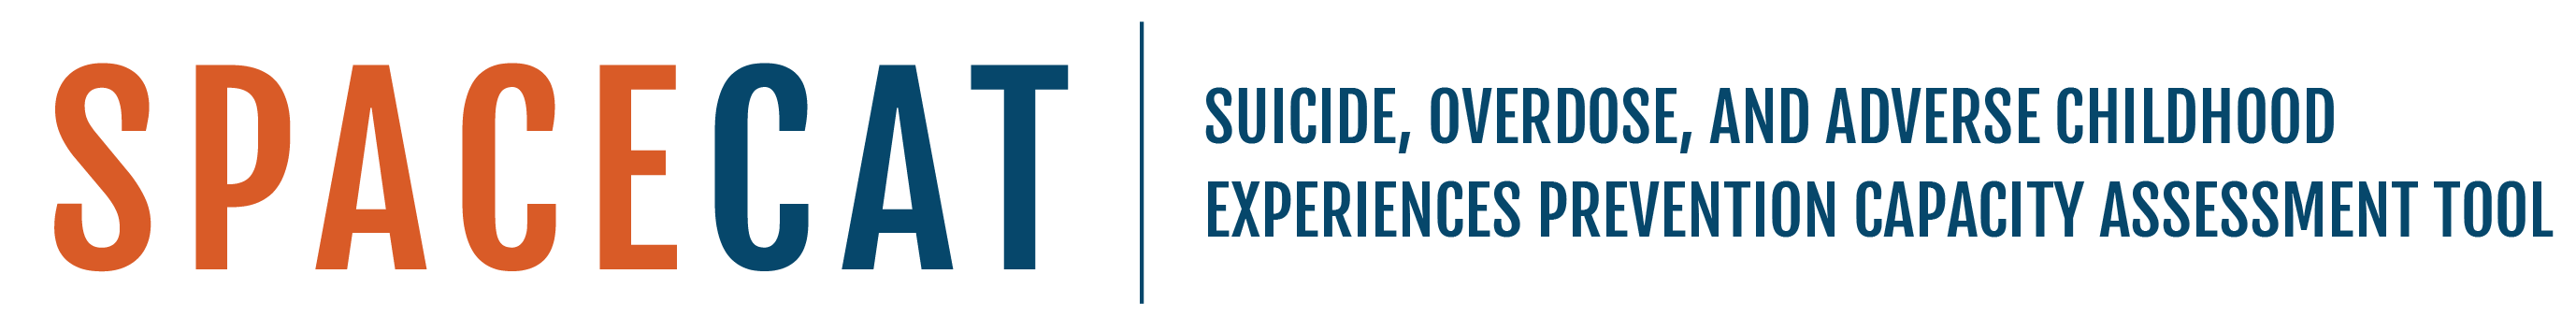 SPACECAT
SUICIDE, OVERDOSE, AND ADVERSE CHILDHOOD
EXPERIENCES PREVENTION CAPACITY ASSESSMENT TOOL